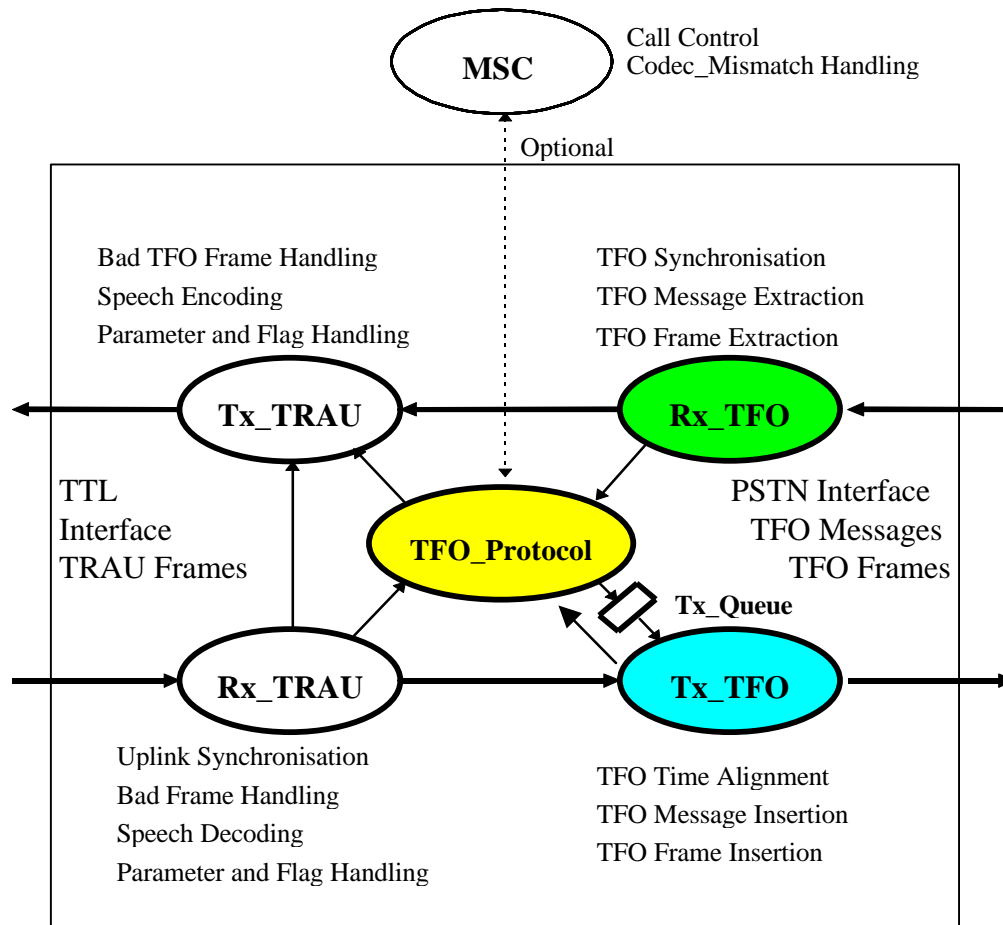 MSC
Call Control
Codec_Mismatch Handling
Optional
Bad TFO Frame Handling
Speech Encoding
Parameter and Flag Handling
TFO Synchronisation
TFO Message Extraction
TFO Frame Extraction
Tx_TRAU
Rx_TFO
TTL
Interface
TRAU Frames
PSTN Interface
TFO Messages
TFO Frames
TFO_Protocol
Tx_Queue
Rx_TRAU
Tx_TFO
Uplink Synchronisation
Bad Frame Handling
Speech Decoding
Parameter and Flag Handling
TFO Time Alignment
TFO Message Insertion
TFO Frame Insertion